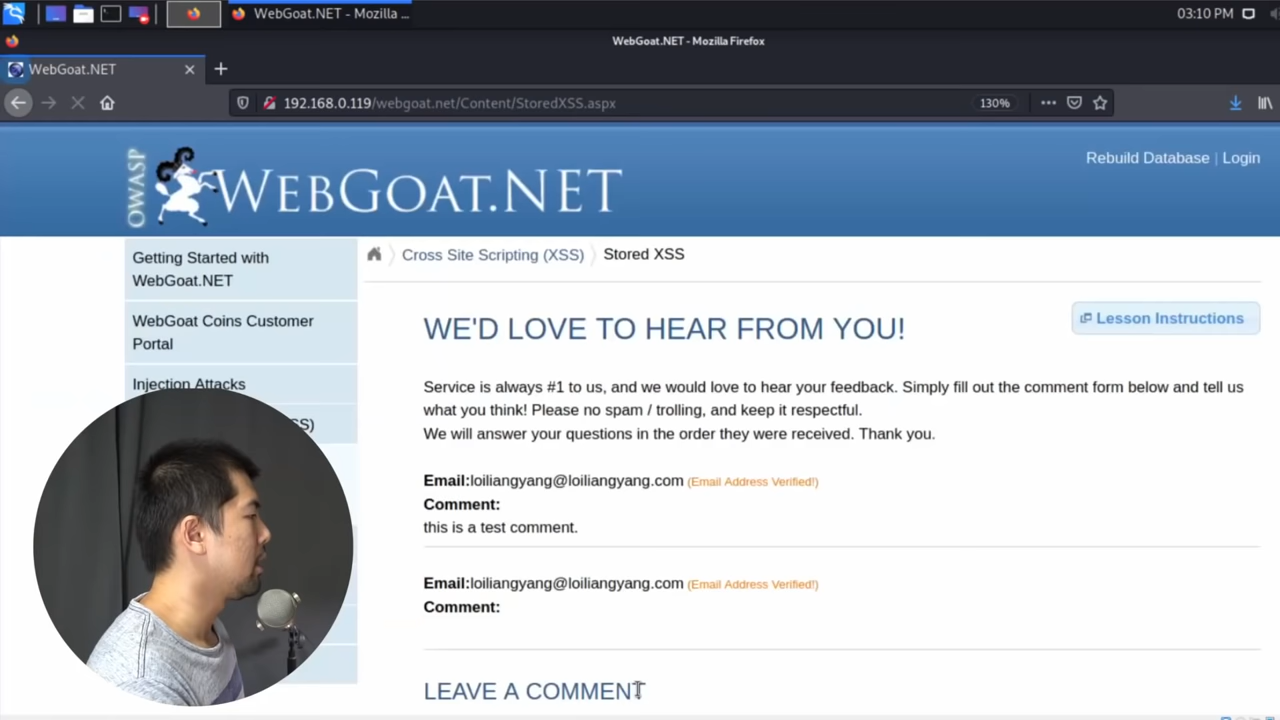 WebGoat.NET - Mozilla ...
03:10 PM
WebGoat.NET - Mozilla Firefox
WebGoat.NET
192.168.0.119/webgoat.net/Content/StoredXSS.aspx
130%
OWASP
WEBGOAT.NET
Rebuild Database | Login
Getting Started with
WebGoat.NET
WebGoat Coins Customer
Portal
Injection Attacks
SS)
Cross Site Scripting (XSS)
Stored XSS
WE'D LOVE TO HEAR FROM YOU!
Lesson Instructions
Service is always #1 to us, and we would love to hear your feedback. Simply fill out the comment form below and tell us
what you think! Please no spam / trolling, and keep it respectful.
We will answer your questions in the order they were received. Thank you.
Email:loiliangyang@loiliangyang.com (Email Address Verified!)
Comment:
this is a test comment.
Email:loiliangyang@loiliangyang.com (Email Address Verified!)
Comment:
LEAVE A COMMENT